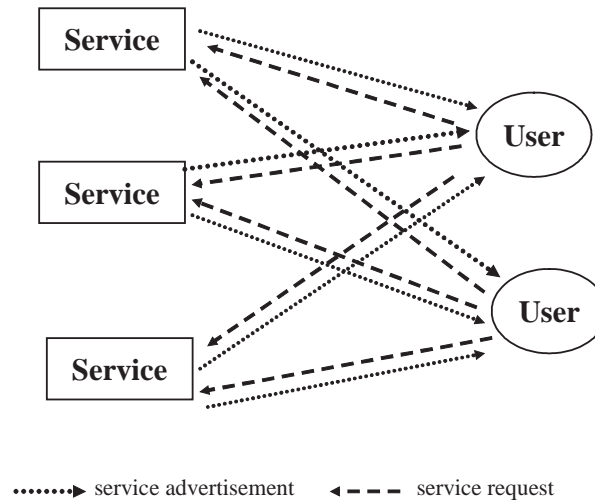 Service
User
Service
User
Service
service advertisement
service request